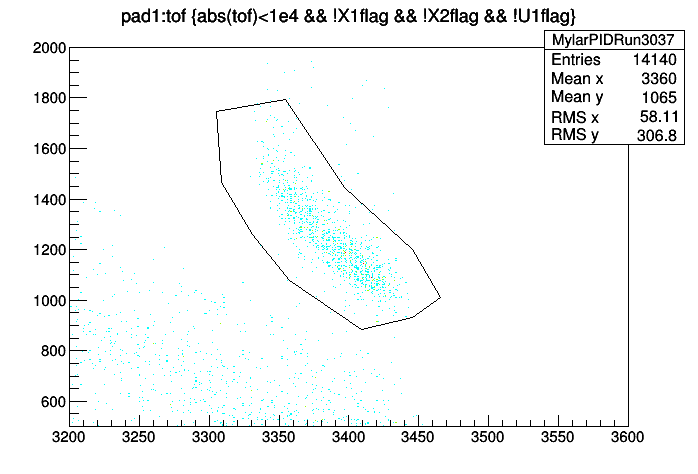 pad1:tof {abs(tof)<1e4 && !X1flag && !X2flag && !U1flag}
MylarPIDRun3037
Entries 14140
Mean x 3360
Mean y 1065
RMS x 58.11
RMS y 306.8
2000
1800
1600
1400
1200
1000
800
600
3200 3250 3300 3350 3400 3450 3500 3550 3600